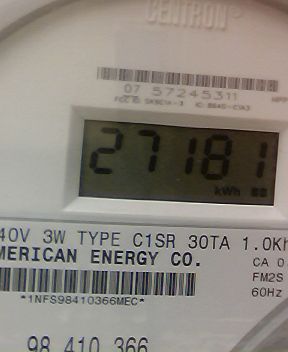 CENTRON
07 57245311
27181
kWh
40V 3W TYPE C1SR 30TA 1.0Kh
MERICAN ENERGY CO.
CA 0
FM2S
60Hz
*1NFS98410366MEC*
98 410 366